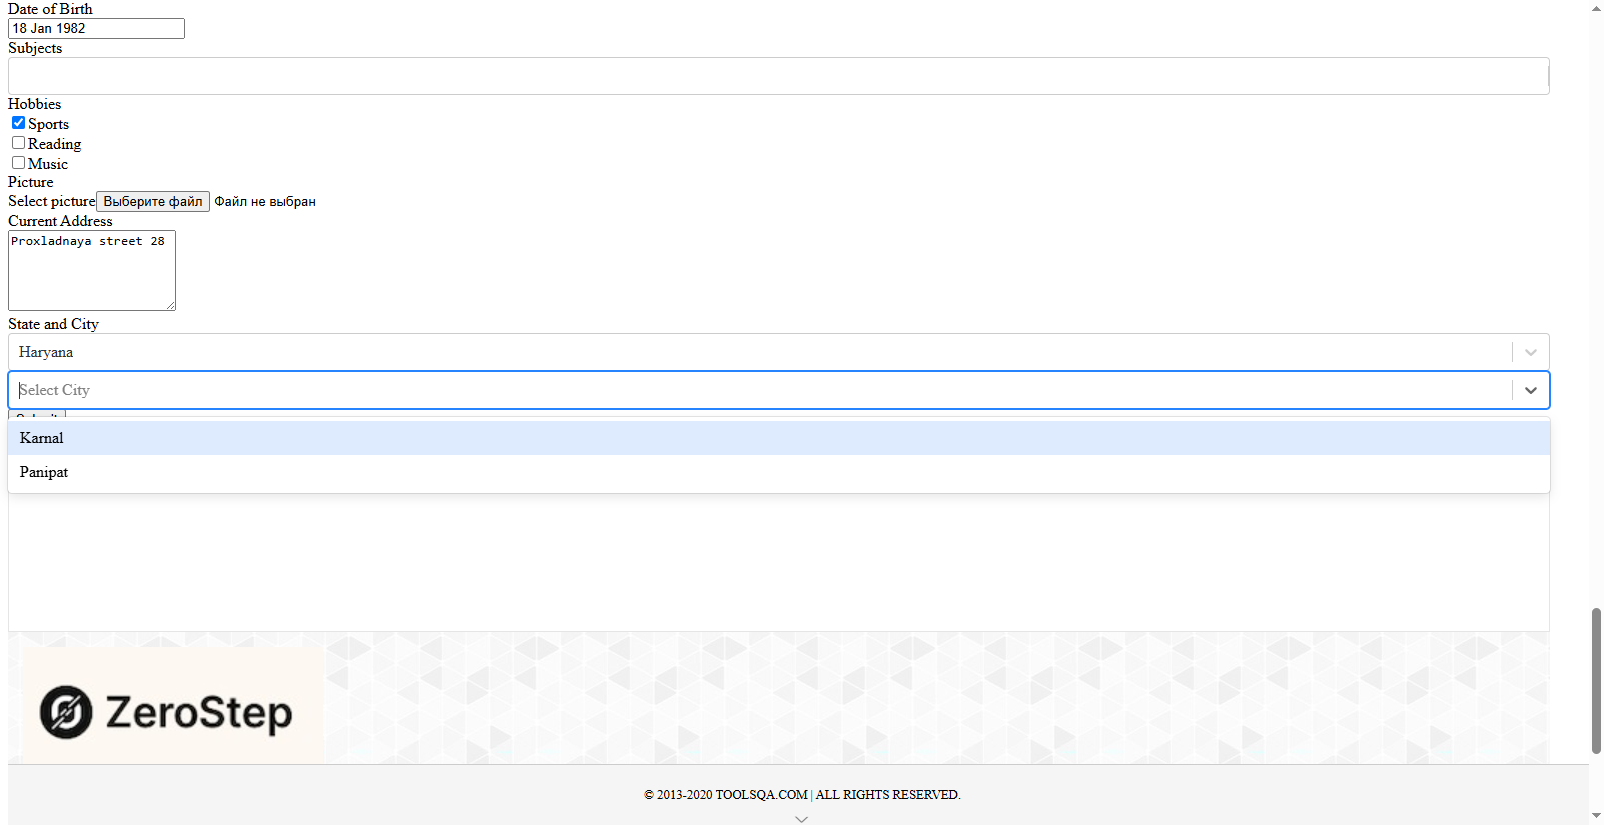 Date of Birth
18 Jan 1982
Subjects
Hobbies
Sports
Reading
Music
Picture
Select picture Выберите файл Файл не выбран
Current Address
Proxladnaya street 28
State and City
Haryana
Select City
Karnal
Panipat
ZeroStep
© 2013-2020 TOOLSQA.COM | ALL RIGHTS RESERVED.